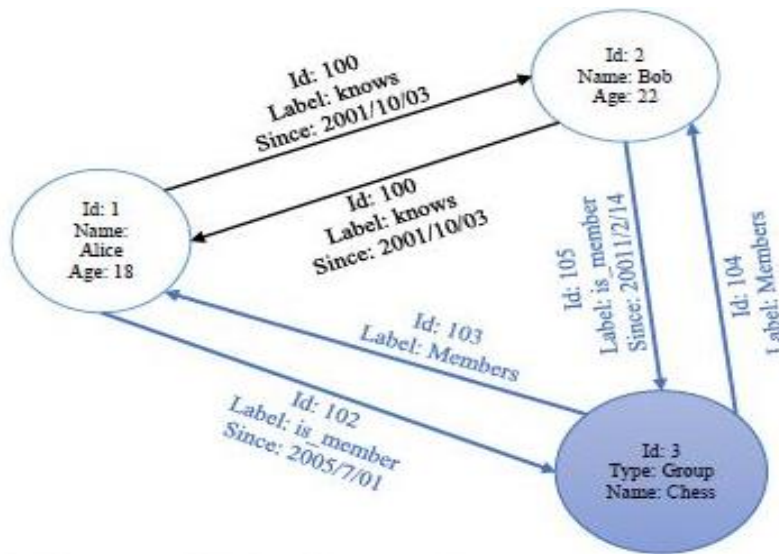 Id: 100
Label: knows
Since: 2001/10/03
Id: 2
Name: Bob
Age: 22
Id: 100
Label: knows
Since: 2001/10/03
Id: 1
Name:
Alice
Age: 18
Id: 105
Label: is_member
Since: 20011/2/14
Id: 104
Label: Members
Id: 103
Label: Members
Id: 102
Label: is_member
Since: 2005/7/01
Id: 3
Type: Group
Name: Chess